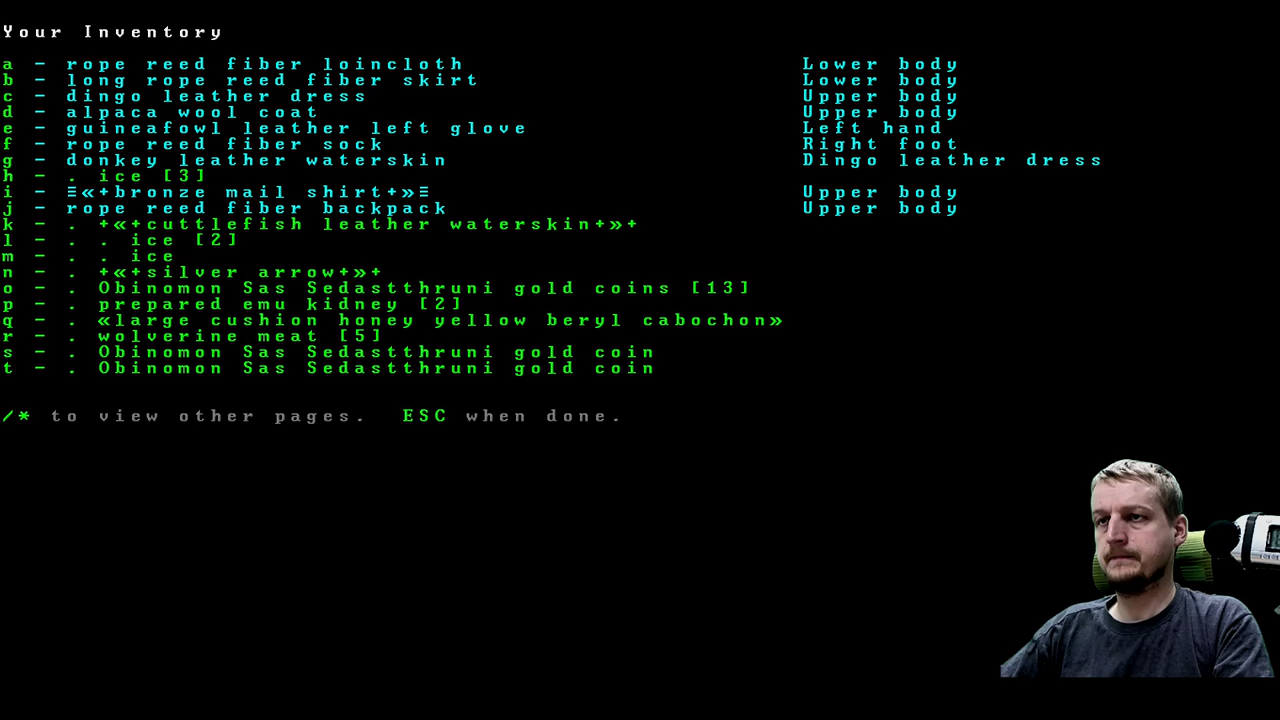 Your Inventory
a - rope reed fiber loincloth Lower body
b - long rope reed fiber skirt Lower body
c - dingo leather dress Upper body
d - alpaca wool coat Upper body
e - guineafowl leather left glove Left hand
f - rope reed fiber sock Right foot
g - donkey leather waterskin Dingo leather dress
h - . ice [3]
i - ≡«+bronze mail shirt+»≡ Upper body
j - rope reed fiber backpack Upper body
k - . +«+cuttlefish leather waterskin+»+
l - . . ice [2]
m - . . ice
n - . +«+silver arrow+»+
o - . Obinomon Sas Sedastthruni gold coins [13]
p - . prepared emu kidney [2]
q - . «large cushion honey yellow beryl cabochon»
r - . wolverine meat [5]
s - . Obinomon Sas Sedastthruni gold coin
t - . Obinomon Sas Sedastthruni gold coin
/* to view other pages. ESC when done.